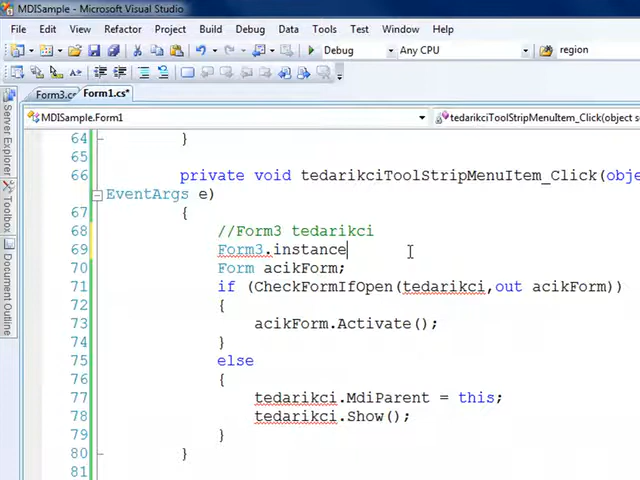 MDISample - Microsoft Visual Studio
File Edit View Refactor Project Build Debug Data Tools Test Window Help
Debug Any CPU region
Form3.cs Form1.cs*
MDISample.Form1 tedarikciToolStripMenuItem_Click(object s
Server Explorer
Toolbox
Document Outline
64 }
65
66 private void tedarikciToolStripMenuItem_Click(obje
EventArgs e)
67 {
68 //Form3 tedarikci
69 Form3.instance
70 Form acikForm;
71 if (CheckFormIfOpen(tedarikci,out acikForm))
72 {
73 acikForm.Activate();
74 }
75 else
76 {
77 tedarikci.MdiParent = this;
78 tedarikci.Show();
79 }
80 }
81